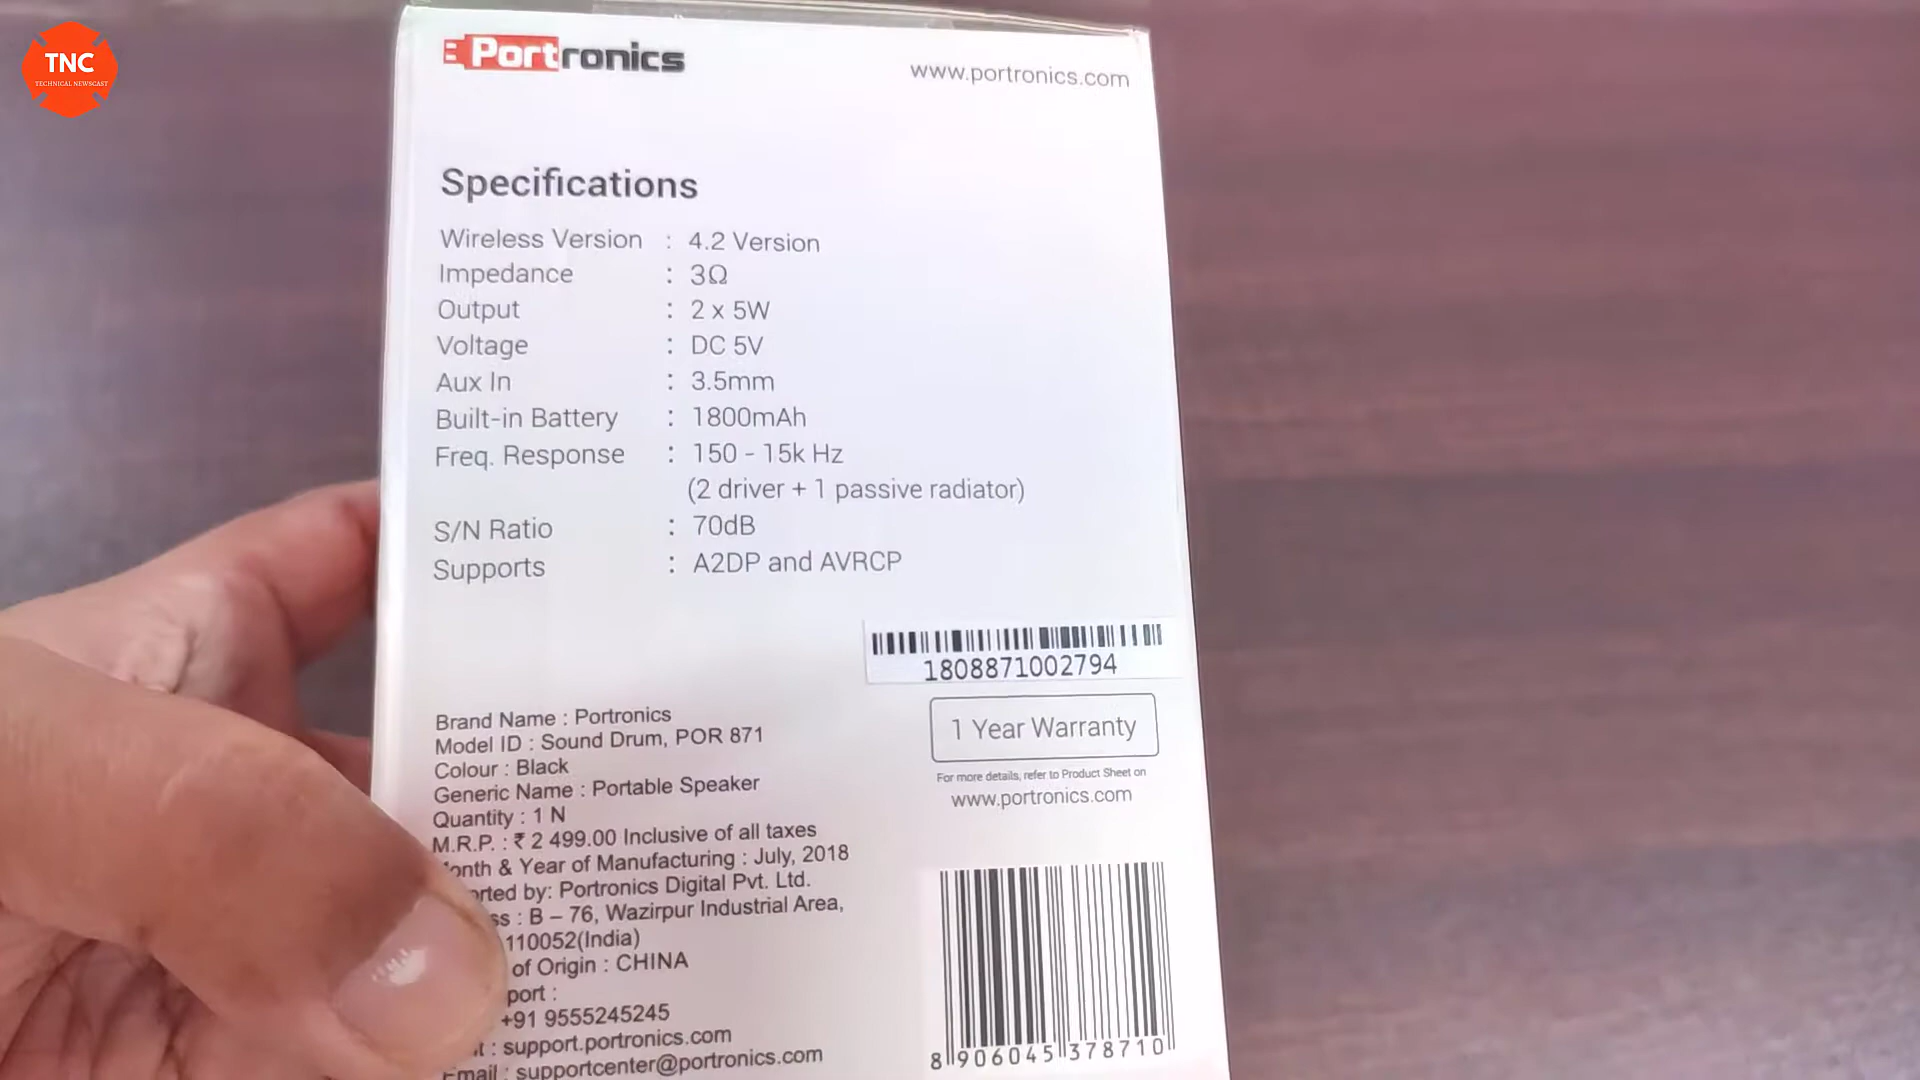 TNC
TECHNICAL NEWSCAST
Portronics
www.portronics.com
Specifications
Wireless Version : 4.2 Version
Impedance : 3Ω
Output : 2 x 5W
Voltage : DC 5V
Aux In : 3.5mm
Built-in Battery : 1800mAh
Freq. Response : 150 - 15k Hz
(2 driver + 1 passive radiator)
S/N Ratio : 70dB
Supports : A2DP and AVRCP
1808871002794
1 Year Warranty
For more details, refer to Product Sheet on
www.portronics.com
Brand Name : Portronics
Model ID : Sound Drum, POR 871
Colour : Black
Generic Name : Portable Speaker
Quantity : 1 N
M.R.P. : ₹ 2 499.00 Inclusive of all taxes
& Year of Manufacturing : July, 2018
by: Portronics Digital Pvt. Ltd.
: B – 76, Wazirpur Industrial Area,
110052(India)
of Origin : CHINA
:
+91 9555245245
: support.portronics.com
Email : supportcenter@portronics.com
8 906045 378710